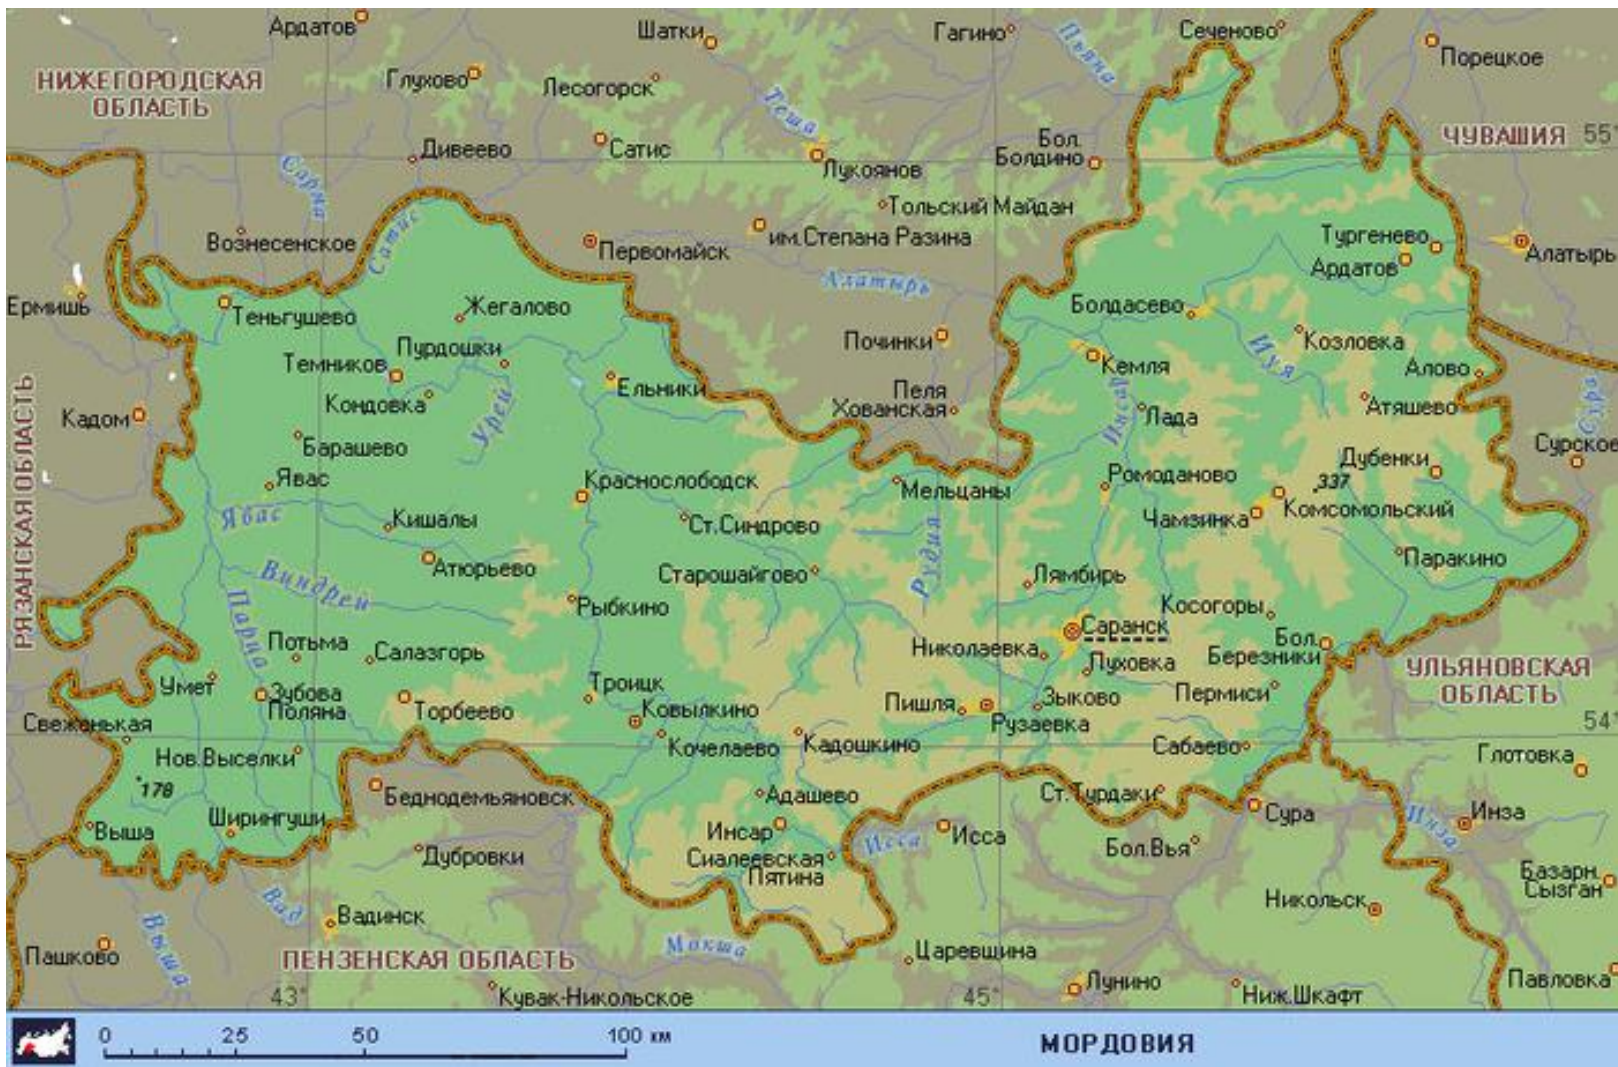 Ардатов
Шатки
Гагино
Сеченово
Порецкое
Пьяна
НИЖЕГОРОДСКАЯ
ОБЛАСТЬ
Глухово
Лесогорск
Теша
ЧУВАШИЯ
55°
Дивеево
Сатис
Лукоянов
Бол.
Болдино
Сарма
Сатис
Тольский Майдан
Вознесенское
Первомайск
им.Степана Разина
Тургенево
Ардатов
Алатырь
Алатырь
Ермишь
Теньгушево
Жегалово
Болдасево
Темников
Пурдошки
Починки
Кемля
Козловка
Иуя
Алово
Кондовка
Ельники
Пеля
Хованская
Инсар
Лада
Атяшево
Сура
Кадом
Урей
РЯЗАНСКАЯ ОБЛАСТЬ
Барашево
Явас
Краснослободск
Мельцаны
Ромоданово
Дубенки
337
Сурское
Ябас
Кишалы
Ст.Синдрово
Чамзинка
Комсомольский
Рудня
Атюрьево
Старошайгово
Лямбирь
Паракино
Виндрей
Парца
Рыбкино
Косогоры
Саранск
Бол.
Березники
Потьма
Салазгорь
Николаевка
Пуховка
УЛЬЯНОВСКАЯ
ОБЛАСТЬ
Умет
Зубова
Поляна
Торбеево
Троицк
Ковылкино
Пишля
Рузаевка
Зыково
Пермиси
Свеженькая
54°
Нов.Выселки
Кочелаево
Кадошкино
Сабаево
Глотовка
178
Беднодемьяновск
Адашево
Ст.Турдаки
Сура
Инза
Инза
Выша
Ширингуши
Инсар
Исса
Исса
Сиалеевская
Пятина
Бол.Вья
Дубровки
Базарн.
Сызган
Вад
Вадинск
Никольск
Выша
Мокша
Пашково
ПЕНЗЕНСКАЯ ОБЛАСТЬ
Царевщина
Лунино
Ниж.Шкафт
Павловка
43°
Кувак-Никольское
45°
0 25 50 100 км
МОРДОВИЯ